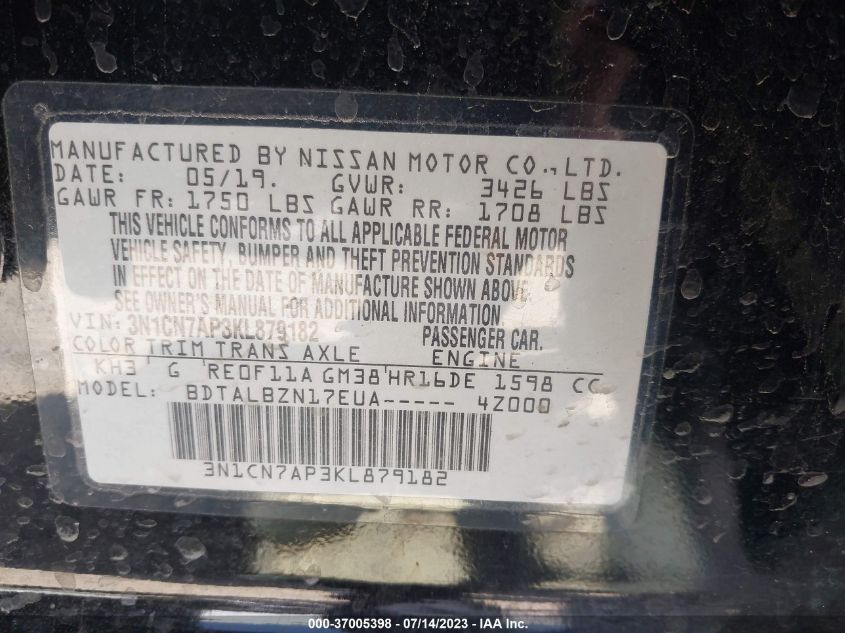 MANUFACTURED BY NISSAN MOTOR CO., LTD.
DATE: 05/19. GVWR: 3426 LBS
GAWR FR: 1750 LBS GAWR RR: 1708 LBS
THIS VEHICLE CONFORMS TO ALL APPLICABLE FEDERAL MOTOR
VEHICLE SAFETY, BUMPER AND THEFT PREVENTION STANDARDS
IN EFFECT ON THE DATE OF MANUFACTURE SHOWN ABOVE.
SEE OWNER'S MANUAL FOR ADDITIONAL INFORMATION.
VIN: 3N1CN7AP3KL879182 PASSENGER CAR.
COLOR TRIM TRANS AXLE ENGINE
KH3 G RE0F11A GM38 HR16DE 1598 CC
MODEL: BDTALBZN17EUA----- 4Z000
3N1CN7AP3KL879182
000-37005398 - 07/14/2023 - IAA Inc.